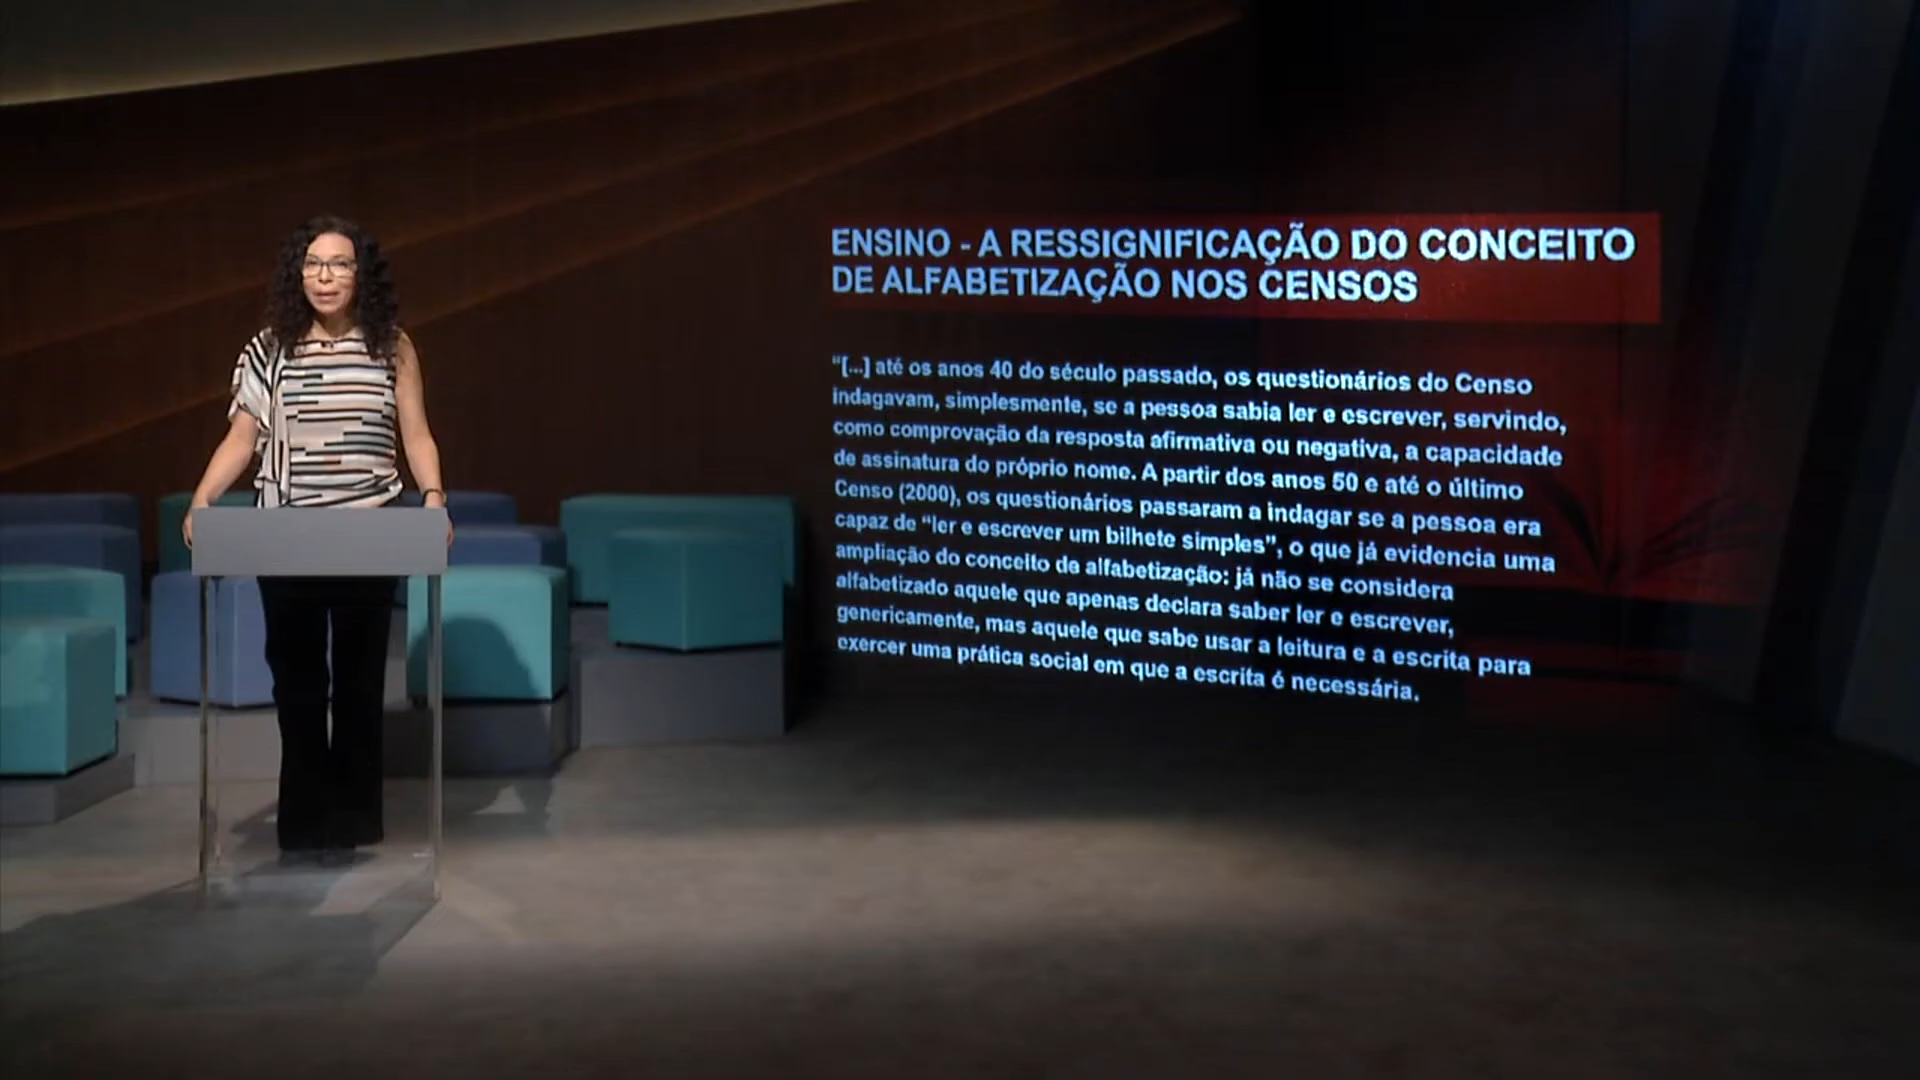 ENSINO - A RESSIGNIFICAÇÃO DO CONCEITO
DE ALFABETIZAÇÃO NOS CENSOS
“[...] até os anos 40 do século passado, os questionários do Censo
indagavam, simplesmente, se a pessoa sabia ler e escrever, servindo,
como comprovação da resposta afirmativa ou negativa, a capacidade
de assinatura do próprio nome. A partir dos anos 50 e até o último
Censo (2000), os questionários passaram a indagar se a pessoa era
capaz de “ler e escrever um bilhete simples”, o que já evidencia uma
ampliação do conceito de alfabetização: já não se considera
alfabetizado aquele que apenas declara saber ler e escrever,
genericamente, mas aquele que sabe usar a leitura e a escrita para
exercer uma prática social em que a escrita é necessária.